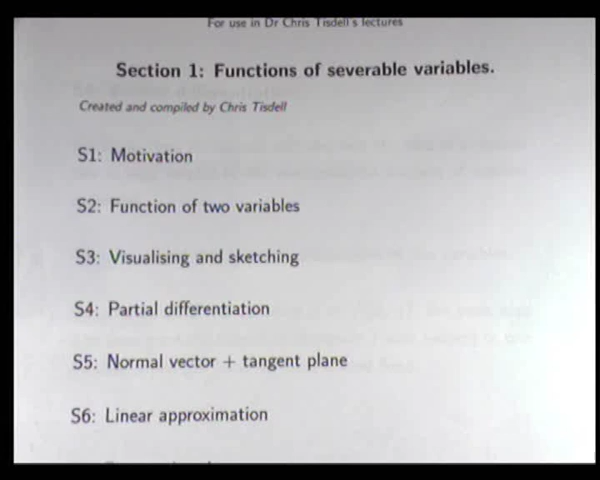 For use in Dr Chris Tisdell's lectures
Section 1: Functions of severable variables.
Created and compiled by Chris Tisdell
S1: Motivation
S2: Function of two variables
S3: Visualising and sketching
S4: Partial differentiation
S5: Normal vector + tangent plane
S6: Linear approximation